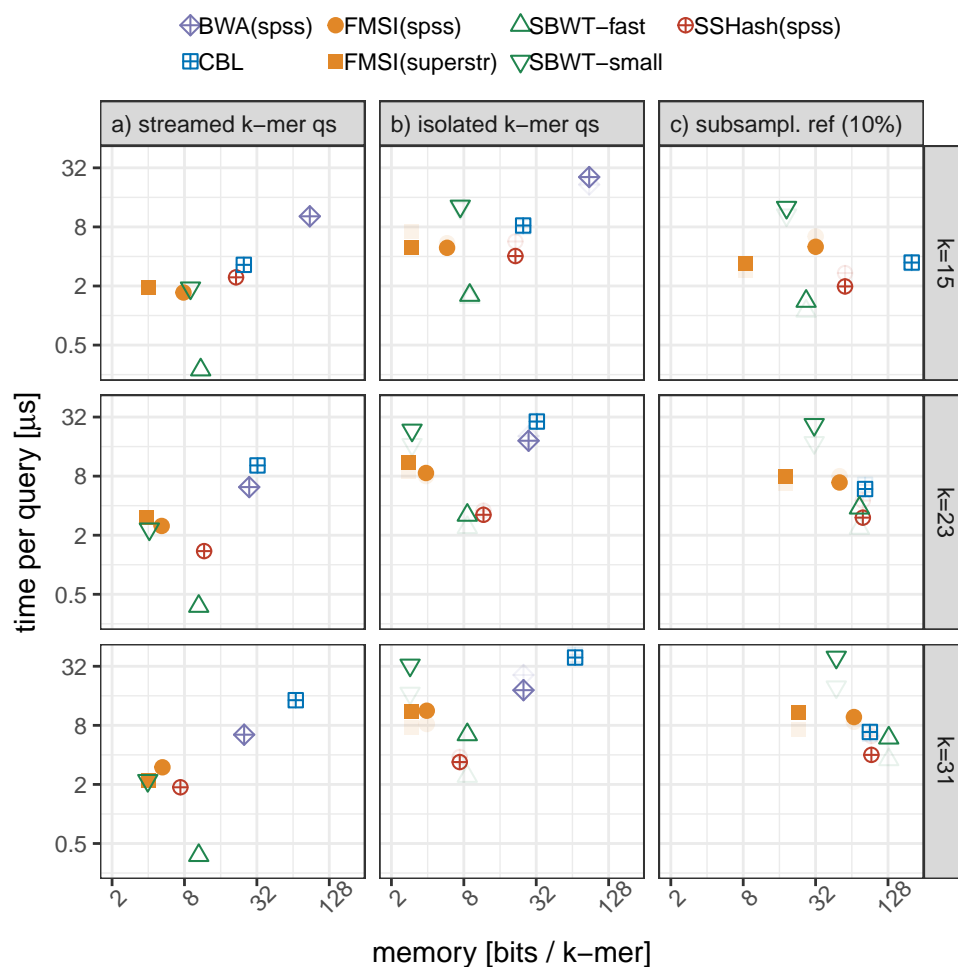 BWA(spss) FMSI(spss) SBWT−fast SSHash(spss)
CBL FMSI(superstr) SBWT−small
a) streamed k−mer qs b) isolated k−mer qs c) subsampl. ref (10%)
32
8
2
0.5
k=15
32
8
2
0.5
k=23
32
8
2
0.5
k=31
time per query [µs]
2 8 32 128 2 8 32 128 2 8 32 128
memory [bits / k−mer]